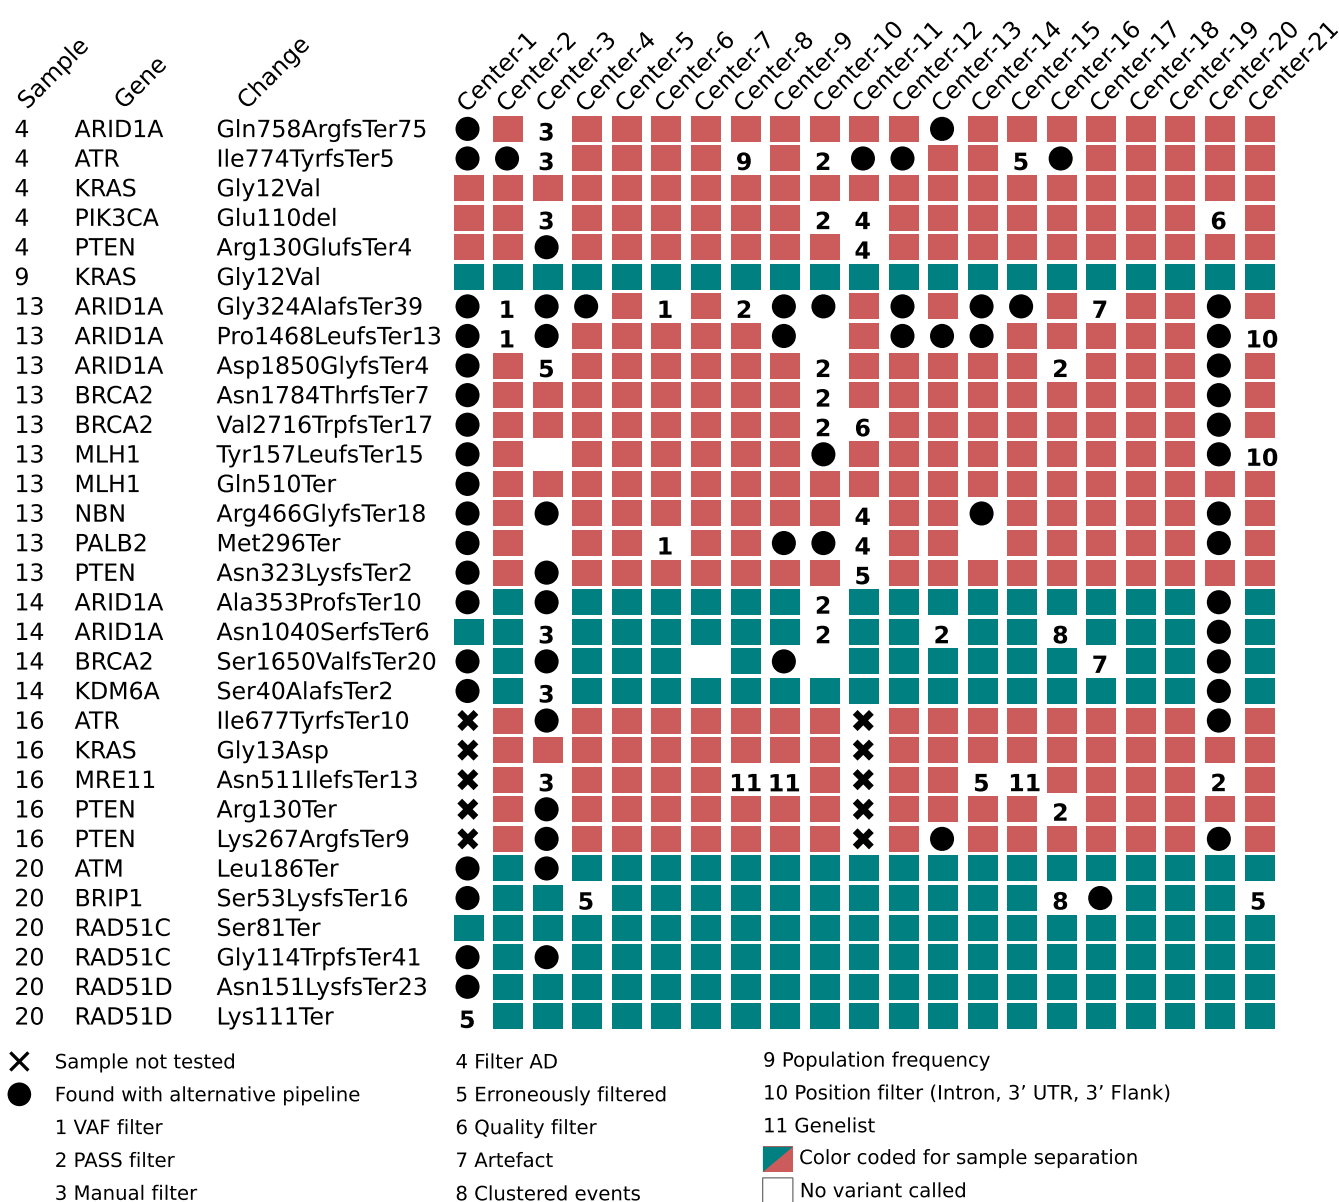 Sample Gene Change Center-1 Center-2 Center-3 Center-4 Center-5 Center-6 Center-7 Center-8 Center-9 Center-10 Center-11 Center-12 Center-13 Center-14 Center-15 Center-16 Center-17 Center-18 Center-19 Center-20 Center-21
4 ARID1A Gln758ArgfsTer75 3
4 ATR Ile774TyrfsTer5 3 9 2 5
4 KRAS Gly12Val
4 PIK3CA Glu110del 3 2 4 6
4 PTEN Arg130GlufsTer4 4
9 KRAS Gly12Val
13 ARID1A Gly324AlafsTer39 1 1 2 7
13 ARID1A Pro1468LeufsTer13 1 10
13 ARID1A Asp1850GlyfsTer4 5 2 2
13 BRCA2 Asn1784ThrfsTer7 2
13 BRCA2 Val2716TrpfsTer17 2 6
13 MLH1 Tyr157LeufsTer15 10
13 MLH1 Gln510Ter
13 NBN Arg466GlyfsTer18 4
13 PALB2 Met296Ter 1 4
13 PTEN Asn323LysfsTer2 5
14 ARID1A Ala353ProfsTer10 2
14 ARID1A Asn1040SerfsTer6 3 2 2 8
14 BRCA2 Ser1650ValfsTer20 7
14 KDM6A Ser40AlafsTer2 3
16 ATR Ile677TyrfsTer10
16 KRAS Gly13Asp
16 MRE11 Asn511IlefsTer13 3 11 11 5 11 2
16 PTEN Arg130Ter 2
16 PTEN Lys267ArgfsTer9
20 ATM Leu186Ter
20 BRIP1 Ser53LysfsTer16 5 8 5
20 RAD51C Ser81Ter
20 RAD51C Gly114TrpfsTer41
20 RAD51D Asn151LysfsTer23
20 RAD51D Lys111Ter 5
Sample not tested
Found with alternative pipeline
1 VAF filter
2 PASS filter
3 Manual filter
4 Filter AD
5 Erroneously filtered
6 Quality filter
7 Artefact
8 Clustered events
9 Population frequency
10 Position filter (Intron, 3’ UTR, 3’ Flank)
11 Genelist
Color coded for sample separation
No variant called